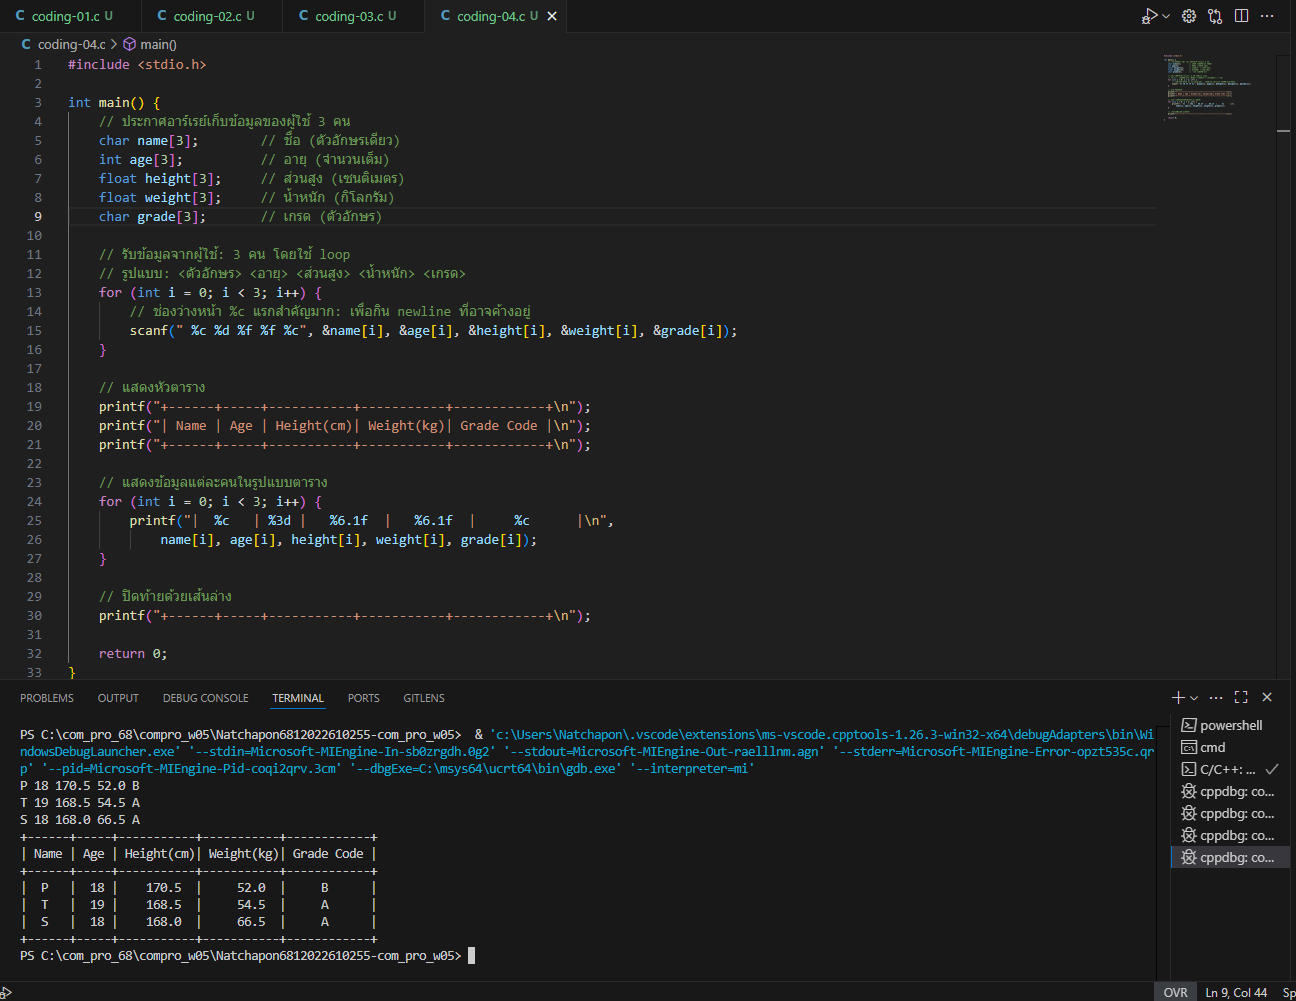 C coding-01.c U C coding-02.c U C coding-03.c U C coding-04.c U
C coding-04.c > main()
1 #include <stdio.h>
2
3 int main() {
4 // ประกาศอาร์เรย์เก็บข้อมูลของผู้ใช้ 3 คน
5 char name[3]; // ชื่อ (ตัวอักษรเดียว)
6 int age[3]; // อายุ (จำนวนเต็ม)
7 float height[3]; // ส่วนสูง (เซนติเมตร)
8 float weight[3]; // น้ำหนัก (กิโลกรัม)
9 char grade[3]; // เกรด (ตัวอักษร)
10
11 // รับข้อมูลจากผู้ใช้: 3 คน โดยใช้ loop
12 // รูปแบบ: <ตัวอักษร> <อายุ> <ส่วนสูง> <น้ำหนัก> <เกรด>
13 for (int i = 0; i < 3; i++) {
14 // ช่องว่างหน้า %c แรกสำคัญมาก: เพื่อกิน newline ที่อาจค้างอยู่
15 scanf(" %c %d %f %f %c", &name[i], &age[i], &height[i], &weight[i], &grade[i]);
16 }
17
18 // แสดงหัวตาราง
19 printf("+------+-----+-----------+-----------+------------+\n");
20 printf("| Name | Age | Height(cm)| Weight(kg)| Grade Code |\n");
21 printf("+------+-----+-----------+-----------+------------+\n");
22
23 // แสดงข้อมูลแต่ละคนในรูปแบบตาราง
24 for (int i = 0; i < 3; i++) {
25 printf("|  %c   | %3d |   %6.1f  |   %6.1f  |     %c      |\n",
26 name[i], age[i], height[i], weight[i], grade[i]);
27 }
28
29 // ปิดท้ายด้วยเส้นล่าง
30 printf("+------+-----+-----------+-----------+------------+\n");
31
32 return 0;
33 }
PROBLEMS OUTPUT DEBUG CONSOLE TERMINAL PORTS GITLENS
PS C:\com_pro_68\compro_w05\Natchapon6812022610255-com_pro_w05>  & 'c:\Users\Natchapon\.vscode\extensions\ms-vscode.cpptools-1.26.3-win32-x64\debugAdapters\bin\Wi
ndowsDebugLauncher.exe' '--stdin=Microsoft-MIEngine-In-sb0zrgdh.0g2' '--stdout=Microsoft-MIEngine-Out-raelllnm.agn' '--stderr=Microsoft-MIEngine-Error-opzt535c.qr
p' '--pid=Microsoft-MIEngine-Pid-coqi2qrv.3cm' '--dbgExe=C:\msys64\ucrt64\bin\gdb.exe' '--interpreter=mi'
P 18 170.5 52.0 B
T 19 168.5 54.5 A
S 18 168.0 66.5 A
+------+-----+-----------+-----------+------------+
| Name | Age | Height(cm)| Weight(kg)| Grade Code |
+------+-----+-----------+-----------+------------+
|  P   |  18 |    170.5  |     52.0  |     B      |
|  T   |  19 |    168.5  |     54.5  |     A      |
|  S   |  18 |    168.0  |     66.5  |     A      |
+------+-----+-----------+-----------+------------+
PS C:\com_pro_68\compro_w05\Natchapon6812022610255-com_pro_w05>
powershell
cmd
C/C++: ...
cppdbg: co...
cppdbg: co...
cppdbg: co...
cppdbg: co...
OVR Ln 9, Col 44 Sp